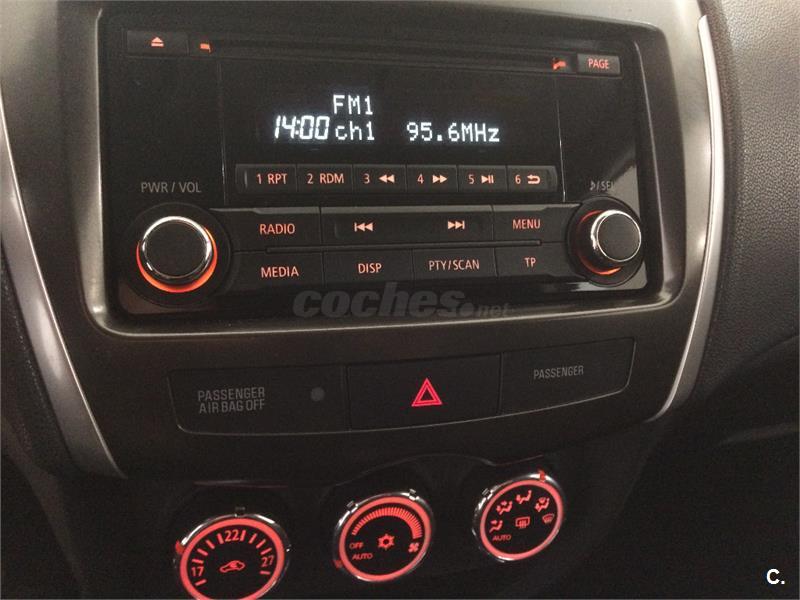 PAGE
FM1
14:00 ch1 95.6MHz
1 RPT 2 RDM 3 4 5 6
PWR / VOL
/SEL
RADIO
MENU
MEDIA
DISP
PTY/SCAN
TP
coches.net
PASSENGER
AIR BAG OFF
PASSENGER
17 22 27
OFF
AUTO
AUTO
C.